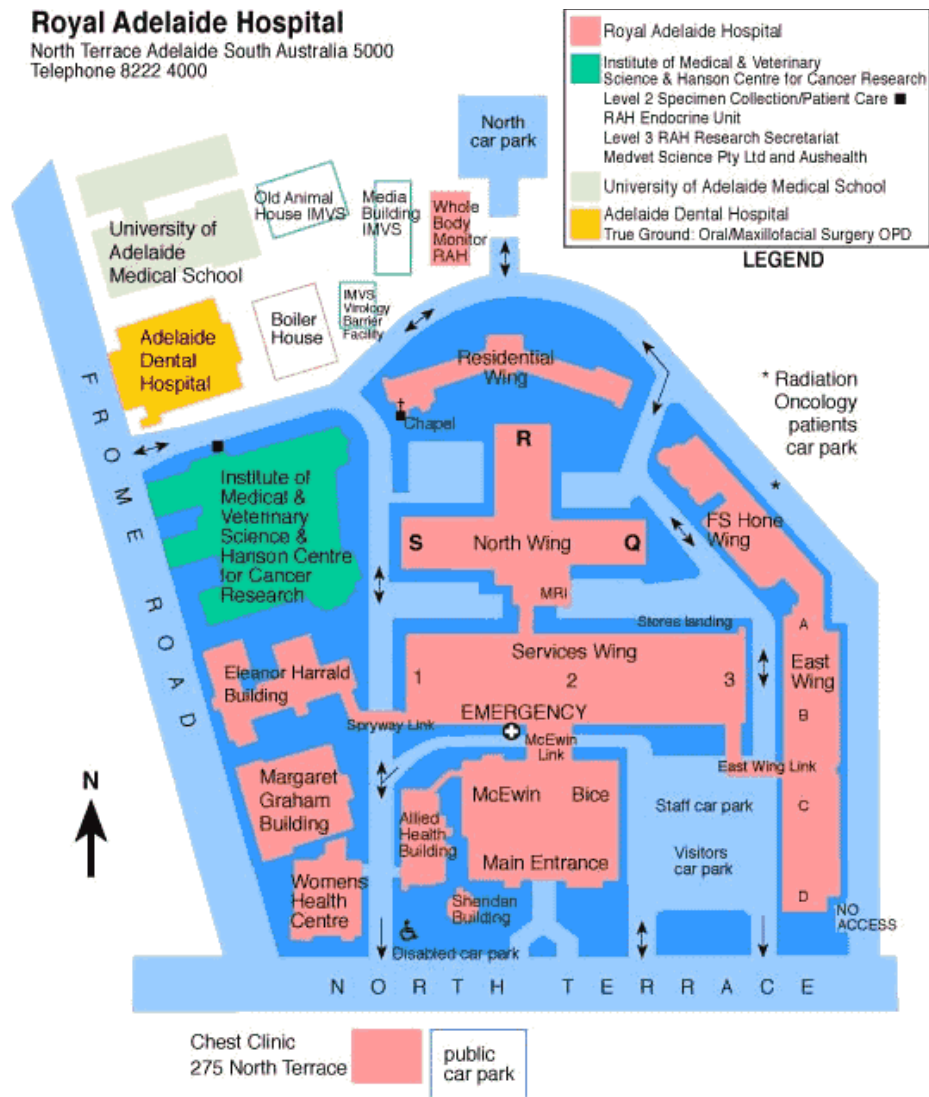 Royal Adelaide Hospital
North Terrace Adelaide South Australia 5000
Telephone 8222 4000
Royal Adelaide Hospital
Institute of Medical & Veterinary
Science & Hanson Centre for Cancer Research
Level 2 Specimen Collection/Patient Care
RAH Endocrine Unit
Level 3 RAH Research Secretariat
Medvet Science Pty Ltd and Aushealth
University of Adelaide Medical School
Adelaide Dental Hospital
True Ground: Oral/Maxillofacial Surgery OPD
LEGEND
North
car park
University of
Adelaide
Medical School
Old Animal
House IMVS
Media
Building
IMVS
Whole
Body
Monitor
RAH
IMVS
Virology
Barrier
Facility
Boiler
House
Adelaide
Dental
Hospital
Residential
Wing
Chapel
* Radiation
Oncology
patients
car park
*
FROME ROAD
Institute of
Medical &
Veterinary
Science &
Hanson Centre
for Cancer
Research
R
S
North Wing
Q
MRI
FS Hone
Wing
Stores landing
A
East
Wing
B
C
D
Services Wing
1
2
3
Eleanor Harrald
Building
Spryway Link
EMERGENCY
McEwin
Link
East Wing Link
N
Margaret
Graham
Building
Allied
Health
Building
McEwin
Bice
Main Entrance
Staff car park
Visitors
car park
Womens
Health
Centre
Building
Disabled car park
NO
ACCESS
NORTH TERRACE
Chest Clinic
275 North Terrace
public
car park